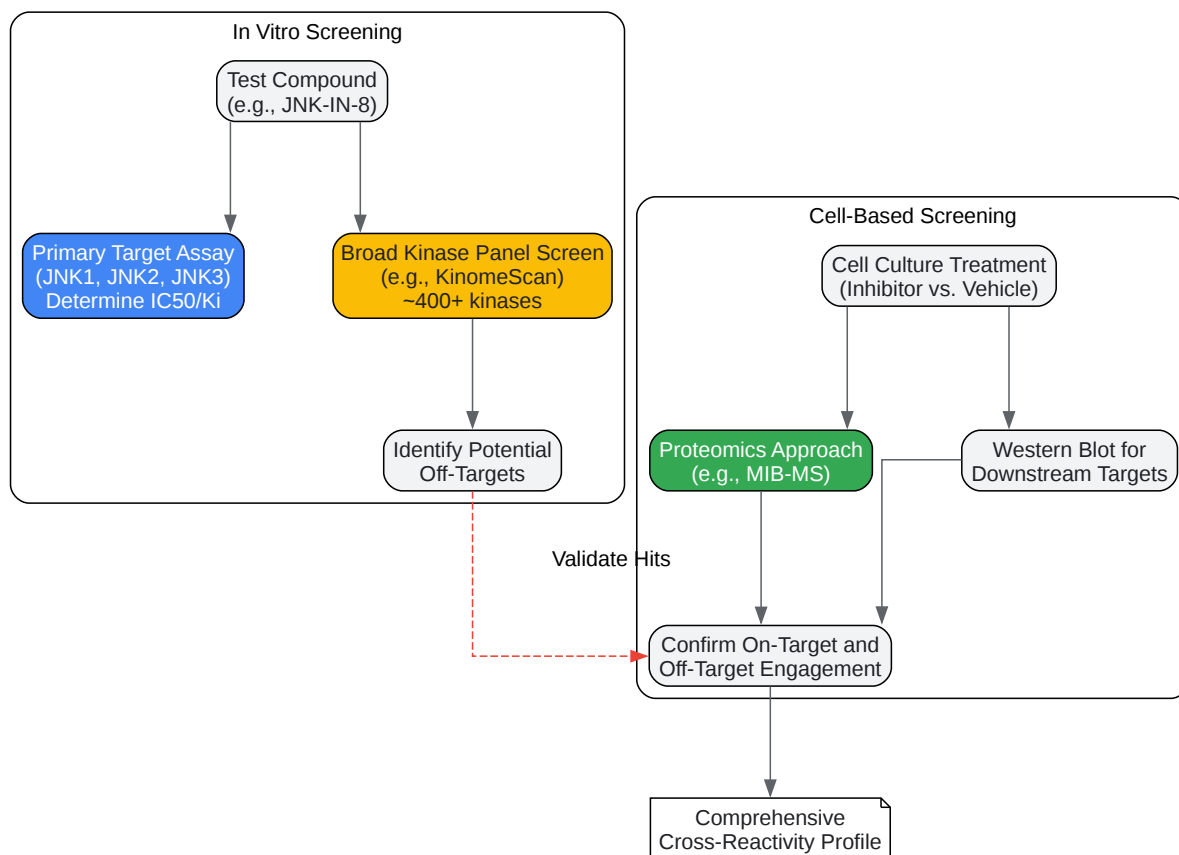 In Vitro Screening
Test Compound
(e.g., JNK-IN-8)
Primary Target Assay
(JNK1, JNK2, JNK3)
Determine IC50/Ki
Broad Kinase Panel Screen
(e.g., KinomeScan)
~400+ kinases
Identify Potential
Off-Targets
Cell-Based Screening
Cell Culture Treatment
(Inhibitor vs. Vehicle)
Proteomics Approach
(e.g., MIB-MS)
Western Blot for
Downstream Targets
Validate Hits
Confirm On-Target and
Off-Target Engagement
Comprehensive
Cross-Reactivity Profile